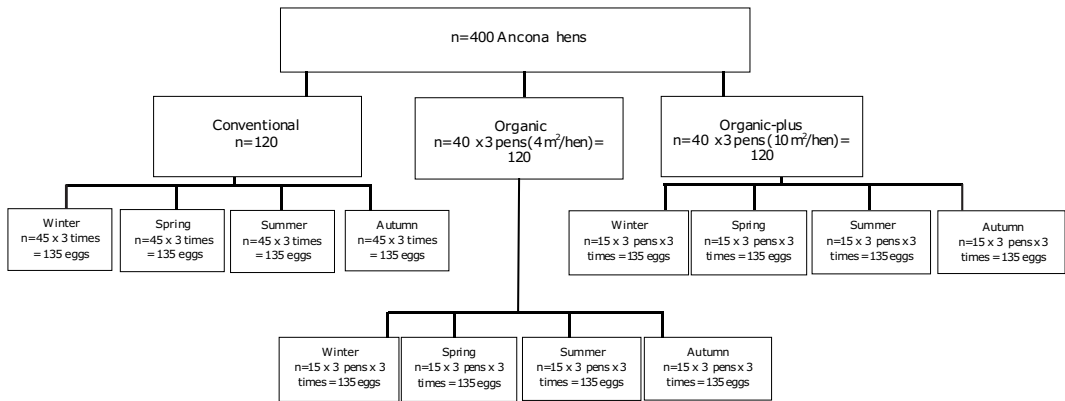 n=400 Ancona hens
Conventional
n=120
Organic
n=40 x3 pens (4 m²/hen)=
120
Organic-plus
n=40 x3 pens (10 m²/hen)=
120
Winter
n=45 x 3 times
= 135 eggs
Spring
n=45 x 3 times
= 135 eggs
Summer
n=45 x 3 times
= 135 eggs
Autumn
n=45 x 3 times
= 135 eggs
Winter
n=15 x 3 pens x 3
times = 135 eggs
Spring
n=15 x 3 pens x 3
times = 135 eggs
Summer
n=15 x 3 pens x 3
times = 135 eggs
Autumn
n=15 x 3 pens x 3
times = 135 eggs
Winter
n=15 x 3 pens x 3
times = 135 eggs
Spring
n=15 x 3 pens x 3
times = 135 eggs
Summer
n=15 x 3 pens x 3
times = 135 eggs
Autumn
n=15 x 3 pens x 3
times = 135 eggs